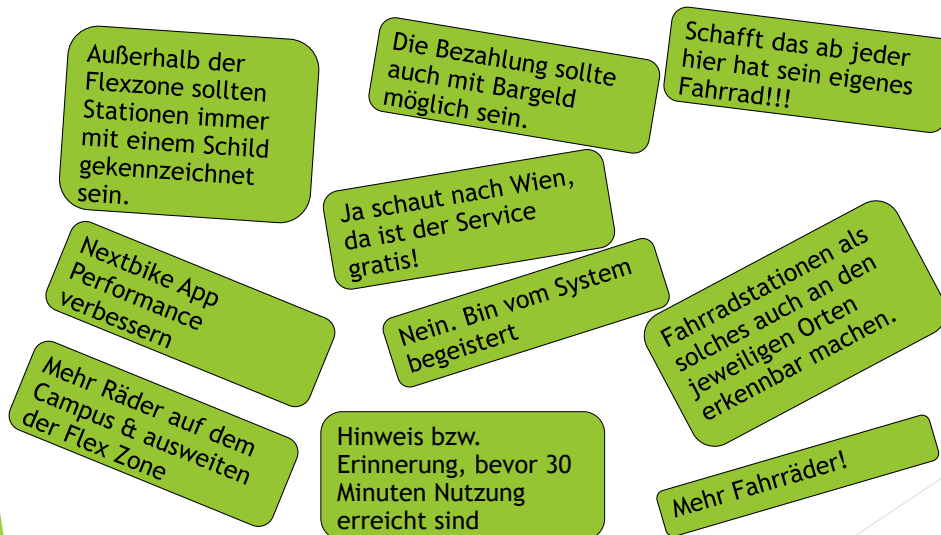 Außerhalb der
Flexzone sollten
Stationen immer
mit einem Schild
gekennzeichnet
sein.
Die Bezahlung sollte
auch mit Bargeld
möglich sein.
Schafft das ab jeder
hier hat sein eigenes
Fahrrad!!!
Ja schaut nach Wien,
da ist der Service
gratis!
Nextbike App
Performance
verbessern
Nein. Bin vom System
begeistert
Fahrradstationen als
solches auch an den
jeweiligen Orten
erkennbar machen.
Mehr Räder auf dem
Campus & ausweiten
der Flex Zone
Hinweis bzw.
Erinnerung, bevor 30
Minuten Nutzung
erreicht sind
Mehr Fahrräder!